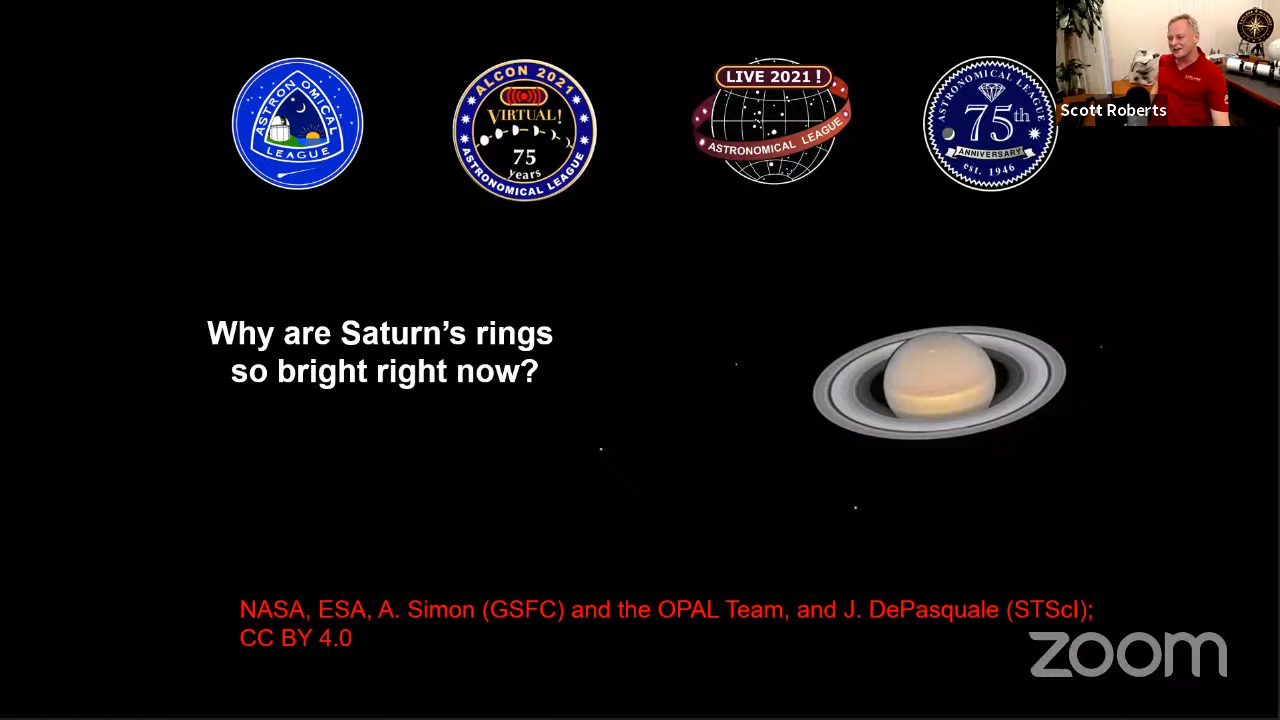 ASTRONOMICAL
LEAGUE
ALCON 2021
VIRTUAL!
75
years
ASTRONOMICAL LEAGUE
LIVE 2021 !
ASTRONOMICAL LEAGUE
ASTRONOMICAL LEAGUE
75th
ANNIVERSARY
est. 1946
Scott Roberts
Why are Saturn's rings
so bright right now?
NASA, ESA, A. Simon (GSFC) and the OPAL Team, and J. DePasquale (STScI);
CC BY 4.0
zoom